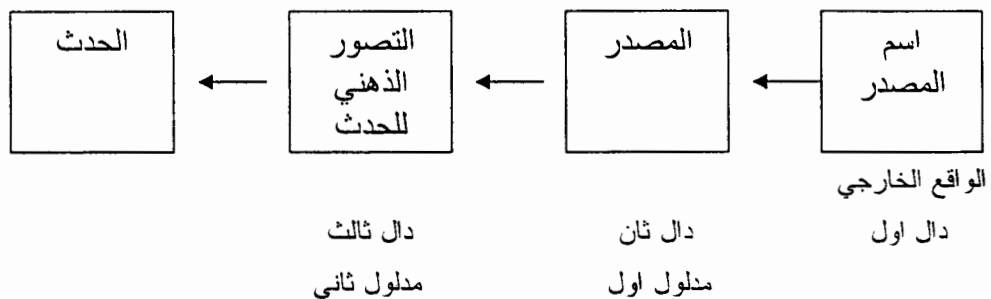 اسم
المصدر
المصدر
التصور
الذهني
للحدث
الحدث
الواقع الخارجي
دال اول
دال ثان
دال ثالث
مدلول اول
مدلول ثاني